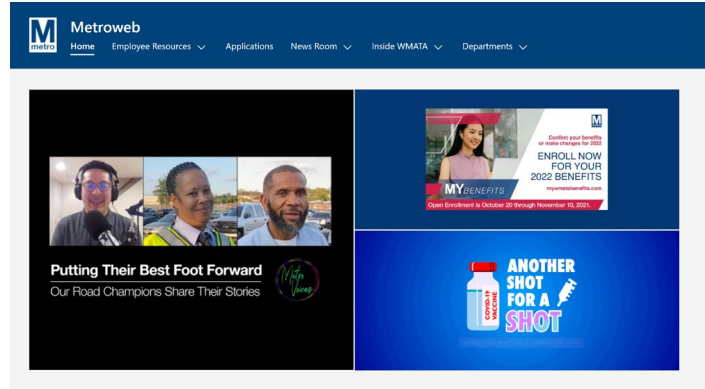 M
metro
Metroweb
Home Employee Resources Applications News Room Inside WMATA Departments
Putting Their Best Foot Forward
Our Road Champions Share Their Stories
Metro
Voices
M
Confirm your benefits
or make changes for 2022
ENROLL NOW
FOR YOUR
2022 BENEFITS
mywmatabenefits.com
MYBENEFITS
Open Enrollment is October 20 through November 10, 2021.
COVID-19
VACCINE
ANOTHER
SHOT
FOR A
SHOT